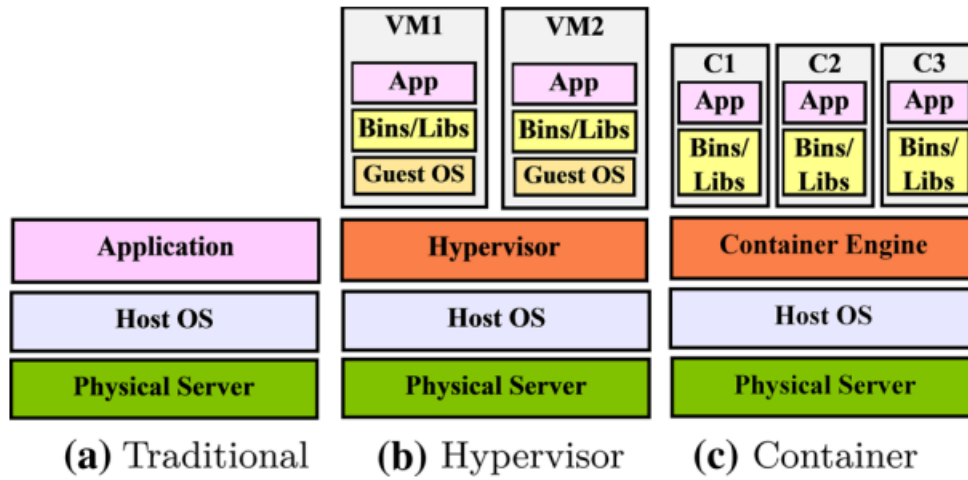 VM1
App
Bins/Libs
Guest OS
VM2
App
Bins/Libs
Guest OS
C1
App
Bins/
Libs
C2
App
Bins/
Libs
C3
App
Bins/
Libs
Application
Host OS
Physical Server
Hypervisor
Host OS
Physical Server
Container Engine
Host OS
Physical Server
(a) Traditional
(b) Hypervisor
(c) Container